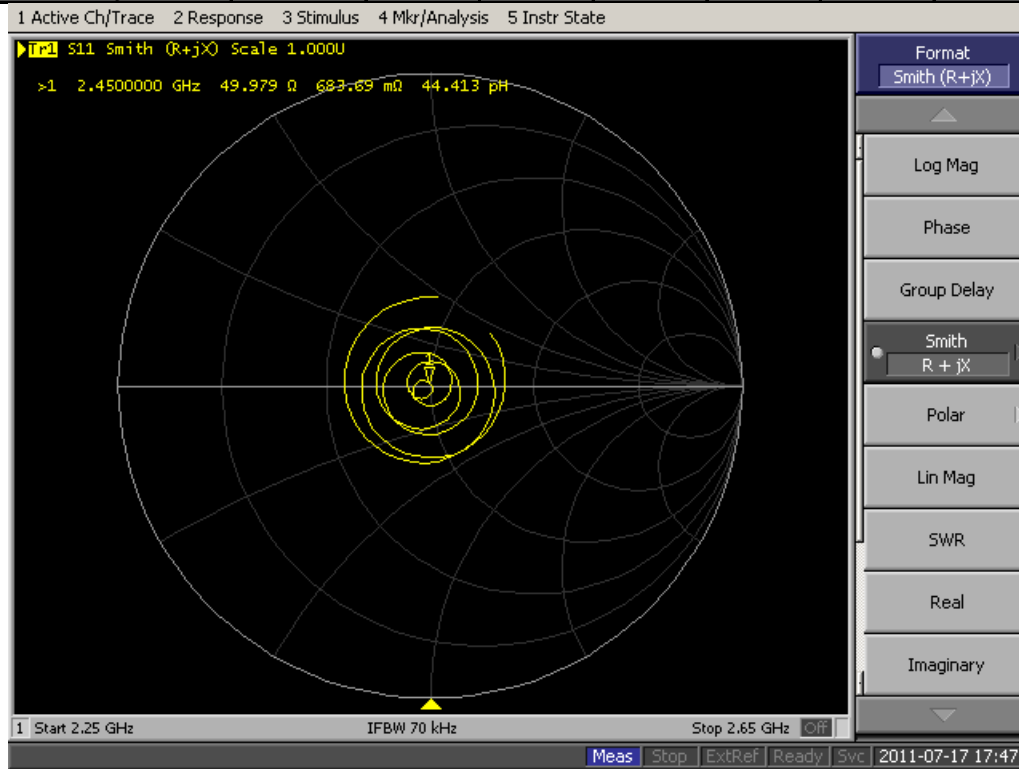 1 Active Ch/Trace 2 Response 3 Stimulus 4 Mkr/Analysis 5 Instr State
Tr1 S11 Smith (R+jX) Scale 1.000U
>1 2.4500000 GHz 49.979 Ω 683.69 mΩ 44.413 pH
1
Format
Smith (R+jX)
Log Mag
Phase
Group Delay
Smith
R + jX
Polar
Lin Mag
SWR
Real
Imaginary
1 Start 2.25 GHz IFBW 70 kHz Stop 2.65 GHz Off
Meas Stop ExtRef Ready Svc 2011-07-17 17:47